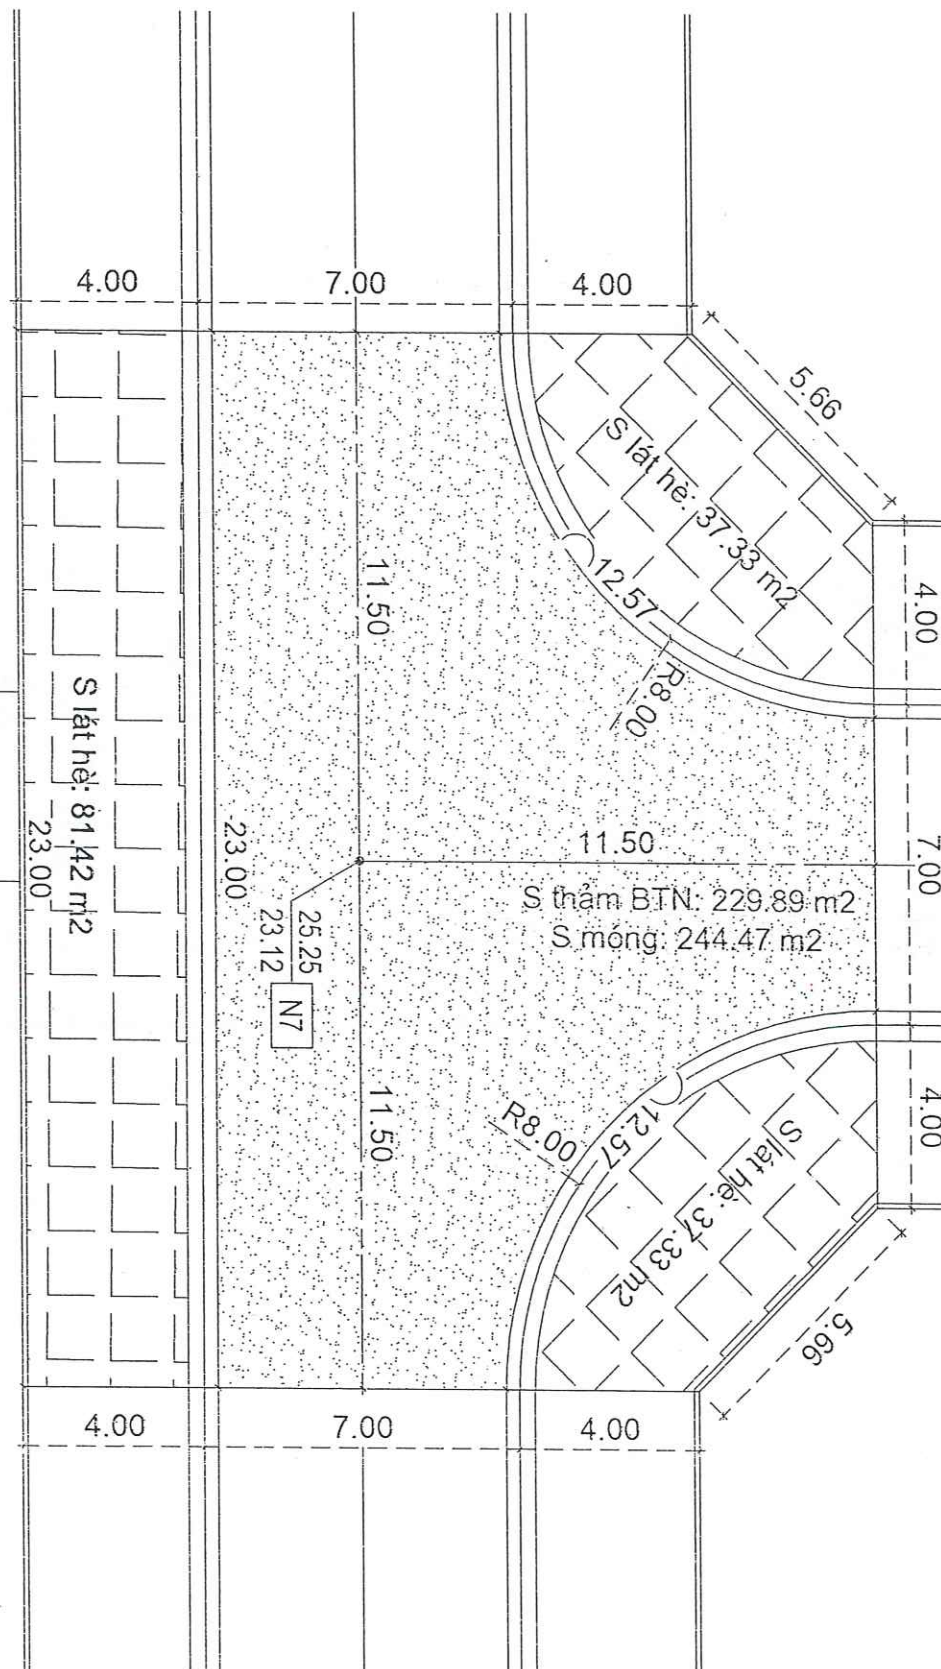 4.00
7.00
4.00
5.66
S lát hè: 37.33 m2
12.57
R8.00
4.00
11.50
11.50
7.00
S thảm BTN: 229.89 m2
S móng: 244.47 m2
S lát hè: 81.42 m2
23.00
23.00
25.25
23.12
N7
11.50
R8.00
12.57
S lát hè: 37.33 m2
4.00
5.66
4.00
7.00
4.00